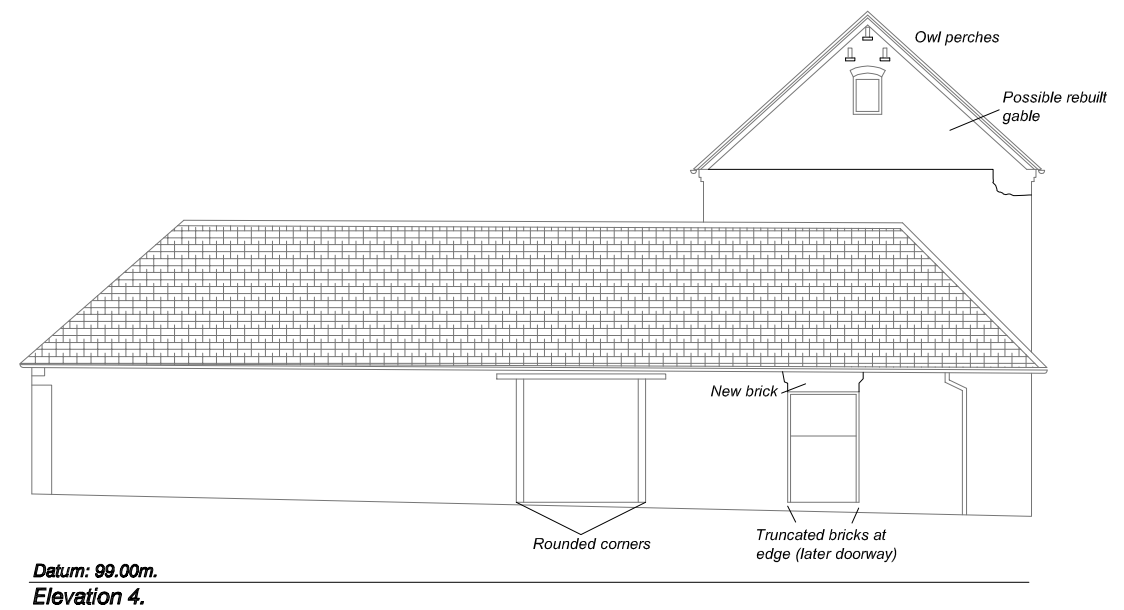 Owl perches
Possible rebuilt
gable
New brick
Rounded corners
Truncated bricks at
edge (later doorway)
Datum: 99.00m.
Elevation 4.